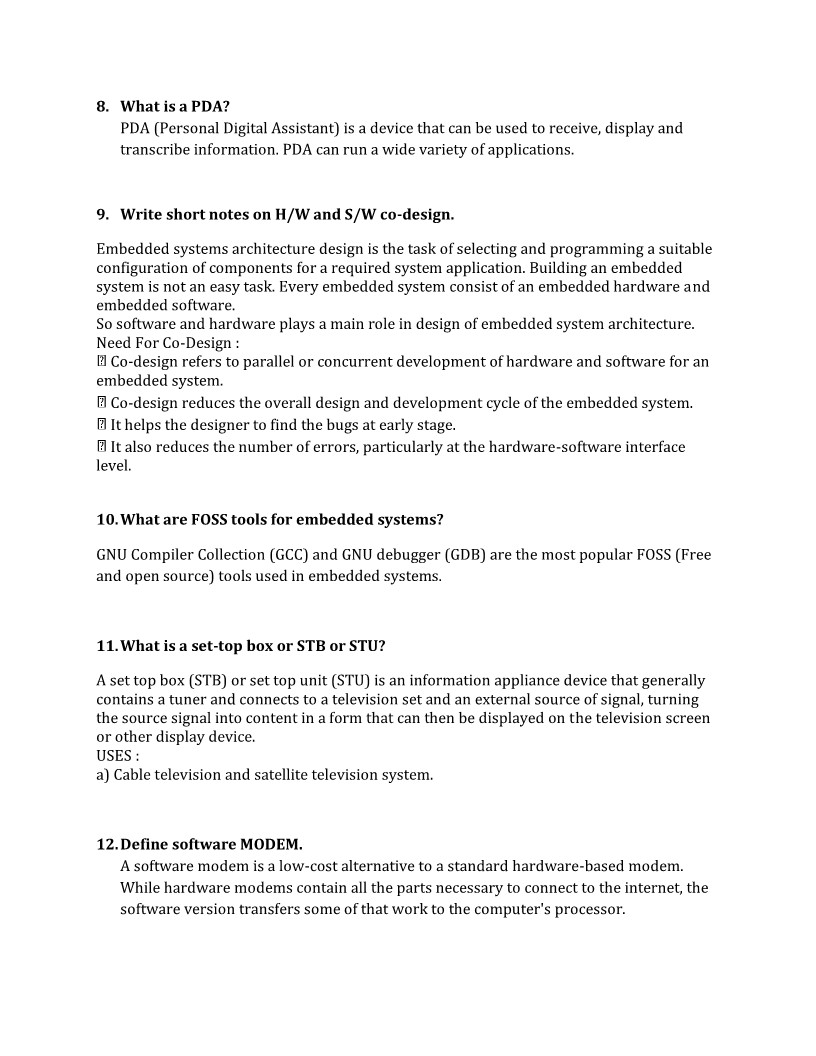 8. What is a PDA?
PDA (Personal Digital Assistant) is a device that can be used to receive, display and
transcribe information. PDA can run a wide variety of applications.
9. Write short notes on H/W and S/W co-design.
Embedded systems architecture design is the task of selecting and programming a suitable
configuration of components for a required system application. Building an embedded
system is not an easy task. Every embedded system consist of an embedded hardware and
embedded software.
So software and hardware plays a main role in design of embedded system architecture.
Need For Co-Design :
⍰ Co-design refers to parallel or concurrent development of hardware and software for an
embedded system.
⍰ Co-design reduces the overall design and development cycle of the embedded system.
⍰ It helps the designer to find the bugs at early stage.
⍰ It also reduces the number of errors, particularly at the hardware-software interface
level.
10. What are FOSS tools for embedded systems?
GNU Compiler Collection (GCC) and GNU debugger (GDB) are the most popular FOSS (Free
and open source) tools used in embedded systems.
11. What is a set-top box or STB or STU?
A set top box (STB) or set top unit (STU) is an information appliance device that generally
contains a tuner and connects to a television set and an external source of signal, turning
the source signal into content in a form that can then be displayed on the television screen
or other display device.
USES :
a) Cable television and satellite television system.
12. Define software MODEM.
A software modem is a low-cost alternative to a standard hardware-based modem.
While hardware modems contain all the parts necessary to connect to the internet, the
software version transfers some of that work to the computer's processor.